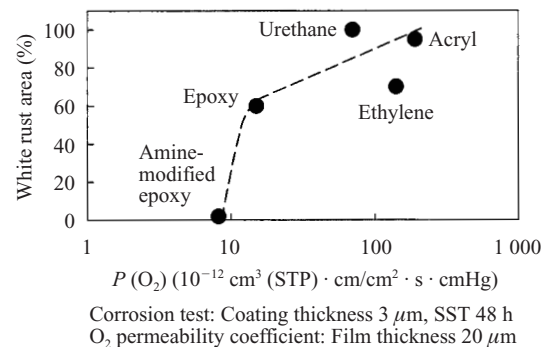 White rust area (%)
100
80
60
40
20
0
Urethane
Acryl
Epoxy
Ethylene
Amine-
modified
epoxy
1
10
100
1 000
P (O₂) (10⁻¹² cm³ (STP) · cm/cm² · s · cmHg)
Corrosion test: Coating thickness 3 μm, SST 48 h
O₂ permeability coefficient: Film thickness 20 μm